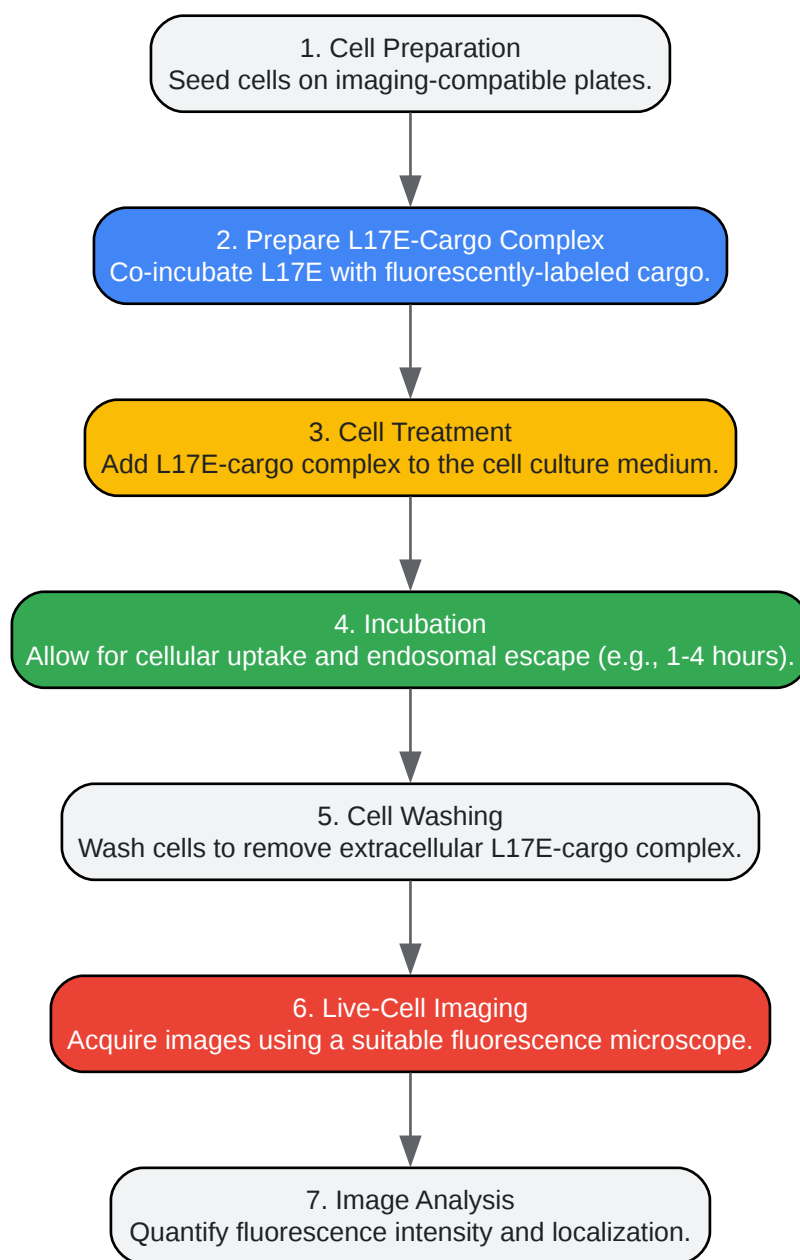 1. Cell Preparation
Seed cells on imaging-compatible plates.
2. Prepare L17E-Cargo Complex
Co-incubate L17E with fluorescently-labeled cargo.
3. Cell Treatment
Add L17E-cargo complex to the cell culture medium.
4. Incubation
Allow for cellular uptake and endosomal escape (e.g., 1-4 hours).
5. Cell Washing
Wash cells to remove extracellular L17E-cargo complex.
6. Live-Cell Imaging
Acquire images using a suitable fluorescence microscope.
7. Image Analysis
Quantify fluorescence intensity and localization.